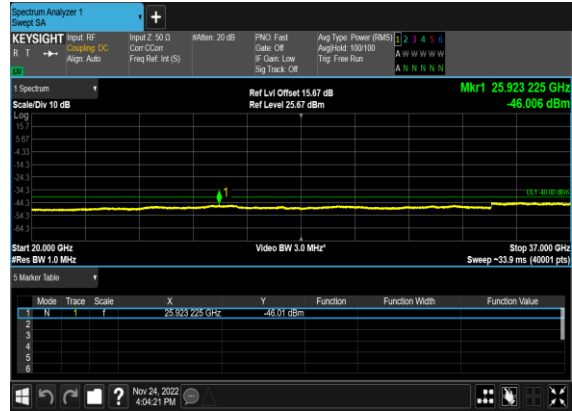 Spectrum Analyzer 1
Swept SA
+
KEYSIGHT Input: RF Input Z: 50 Ω #Atten: 20 dB PNO: Fast Avg Type: Power (RMS) 1 2 3 4 5 6
R T Coupling: DC Corr CCorr Gate: Off Avg|Hold: 100/100 A W W W W W
Align: Auto Freq Ref: Int (S) IF Gain: Low Trig: Free Run
Sig Track: Off A N N N N N
1 Spectrum Ref Lvl Offset 15.67 dB Mkr1 25.923 225 GHz
Scale/Div 10 dB Ref Level 25.67 dBm -46.006 dBm
Log
15.7
5.67
-4.33
-14.3
-24.3
-34.3
1
DL1 -40.00 dBm
-44.3
-54.3
-64.3
Start 20.000 GHz Video BW 3.0 MHz* Stop 37.000 GHz
#Res BW 1.0 MHz Sweep ~33.9 ms (40001 pts)
5 Marker Table
Mode Trace Scale X Y Function Function Width Function Value
1 N 1 f 25.923 225 GHz -46.01 dBm
2
3
4
5
6
? Nov 24, 2022
4:04:21 PM